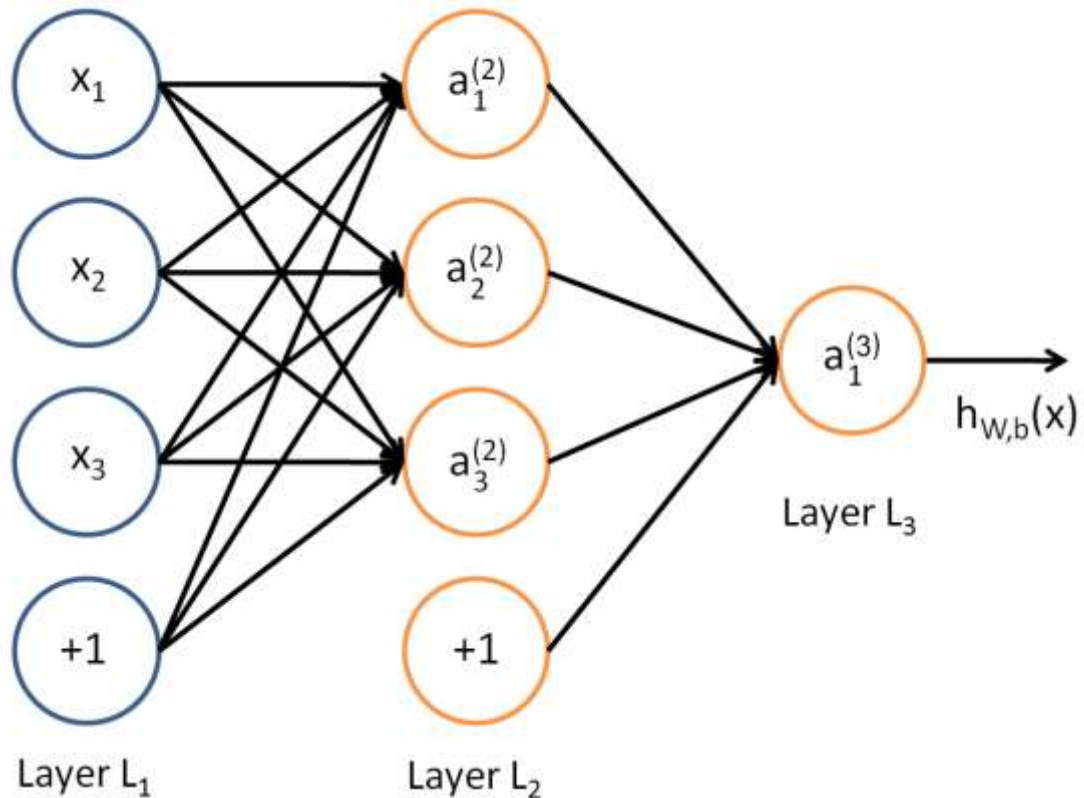 x₁
x₂
x₃
+1
Layer L₁
a₁⁽²⁾
a₂⁽²⁾
a₃⁽²⁾
+1
Layer L₂
a₁⁽³⁾
Layer L₃
h_{W,b}(x)